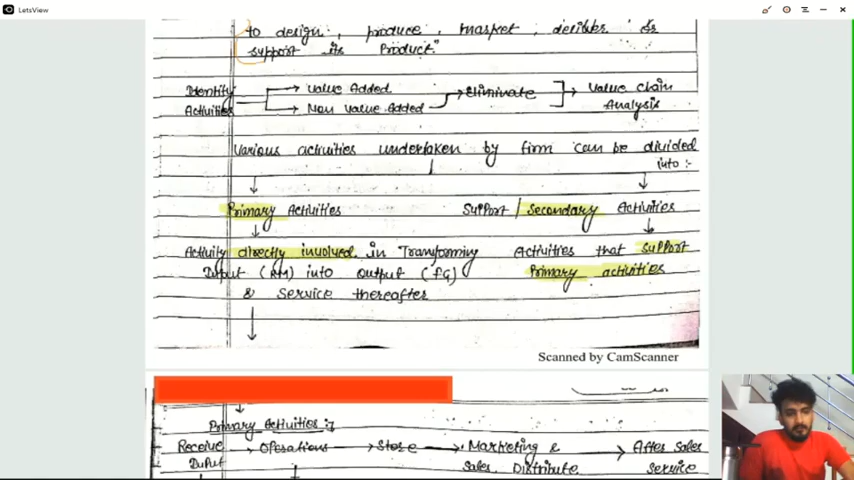 LetsView
to design, produce, market, deliver &
support its Product"
Identify
Activities
Value Added
Non Value Added
Eliminate
Value chain
Analysis
Various activities undertaken by firm can be divided
into :-
Primary Activities
Support / Secondary Activities
Activity directly involved in Transforming
Input (RM) into output (FG)
& Service thereafter
Activities that support
Primary activities
Scanned by CamScanner
Primary Activities :-
Receive
Input
Operations
Store
Marketing &
Sales, Distribute
After Sales
Service